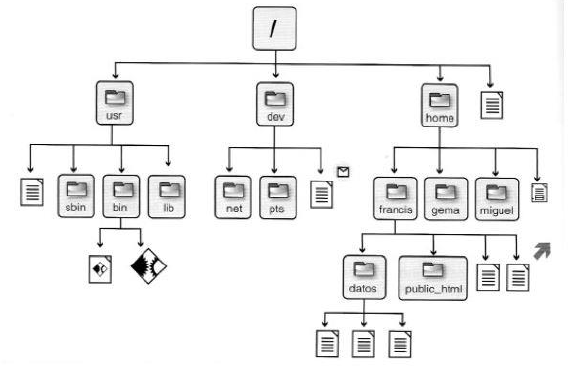 /
usr
dev
home
sbin
bin
lib
net
pts
francis
gema
miguel
datos
public_html